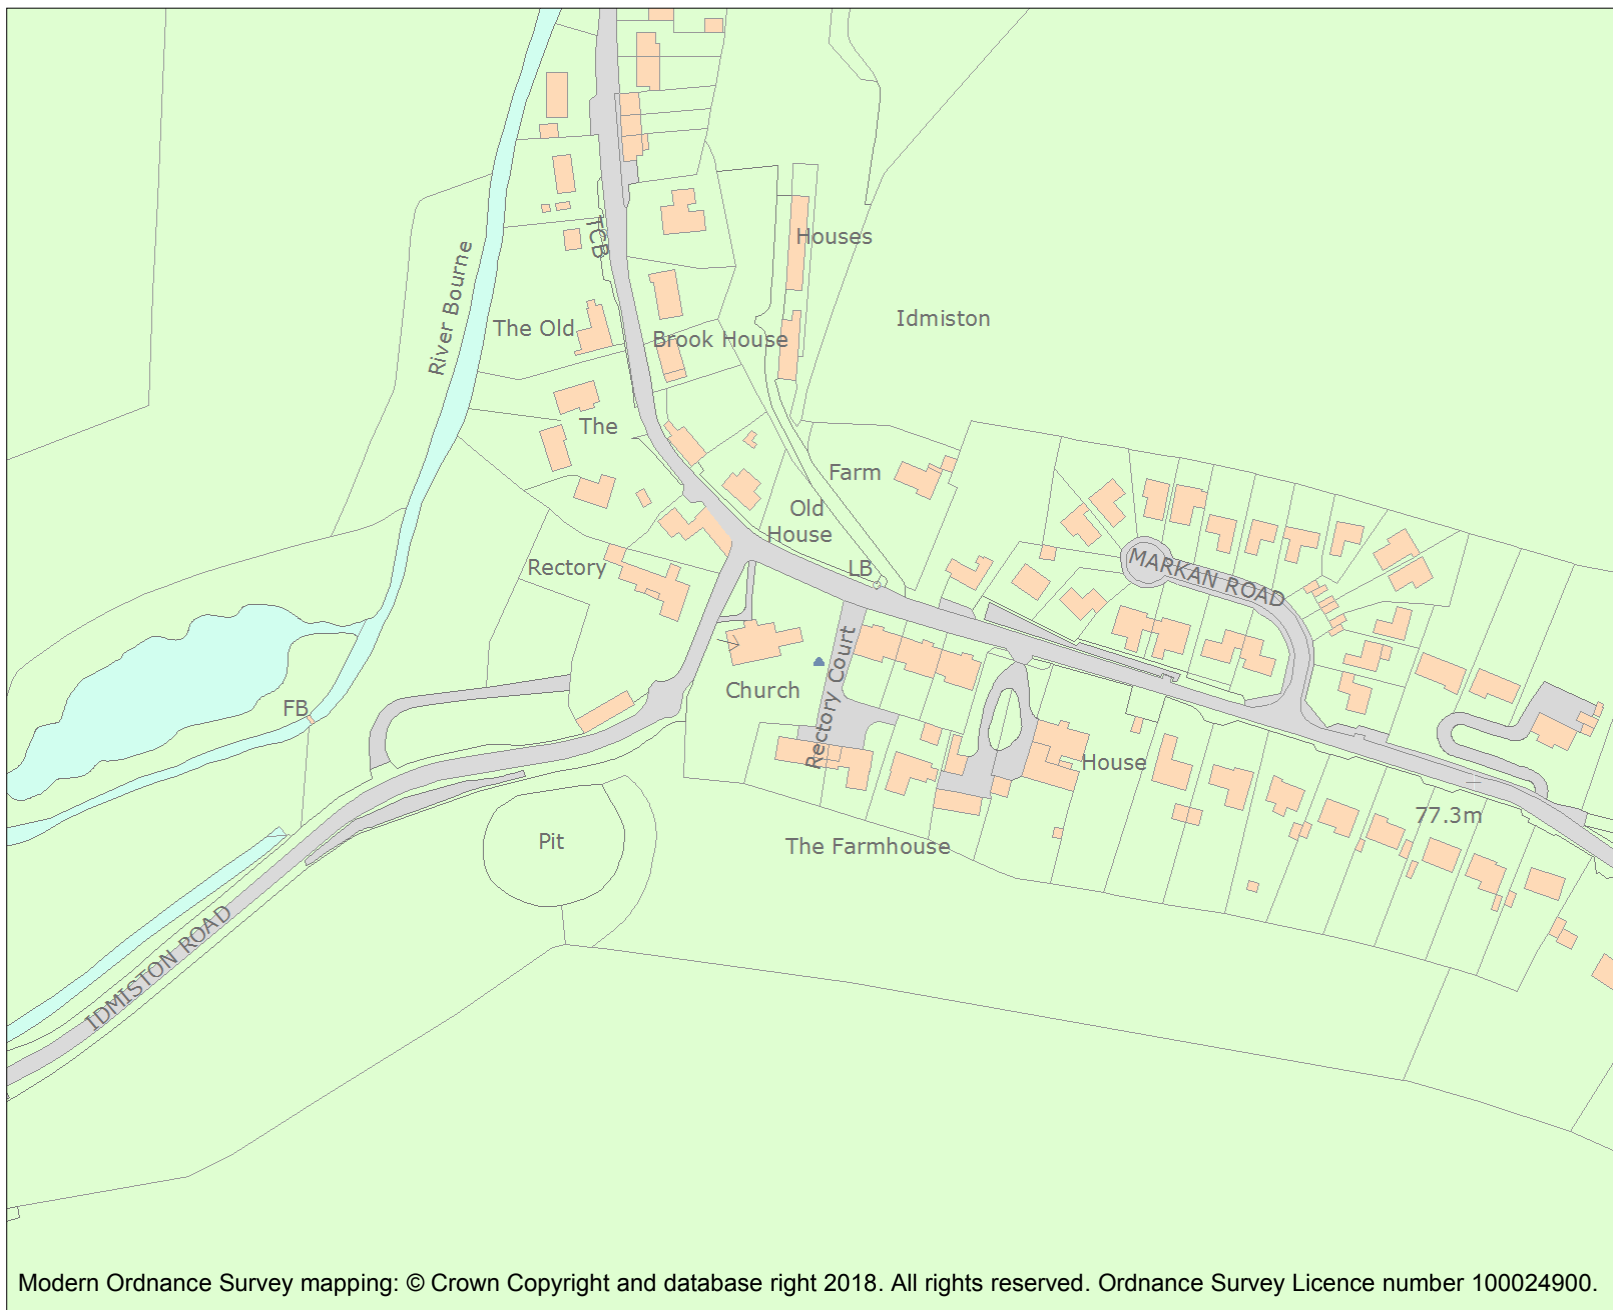 TCB
Houses
River Bourne
Idmiston
The Old
Brook House
The
Farm
Old
House
Rectory
LB
MARKAN ROAD
Rectory Court
Church
FB
House
77.3m
Pit
The Farmhouse
IDMISTON ROAD
Modern Ordnance Survey mapping: © Crown Copyright and database right 2018. All rights reserved. Ordnance Survey Licence number 100024900.